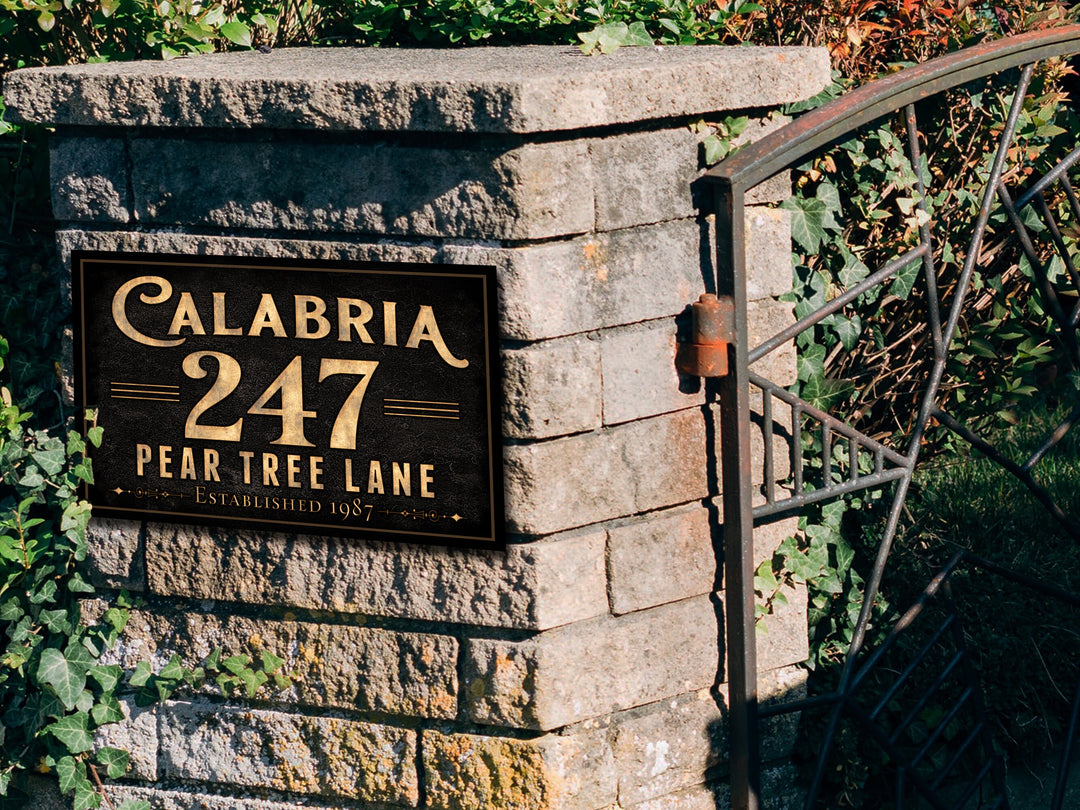 CALABRIA
247
PEAR TREE LANE
ESTABLISHED 1987